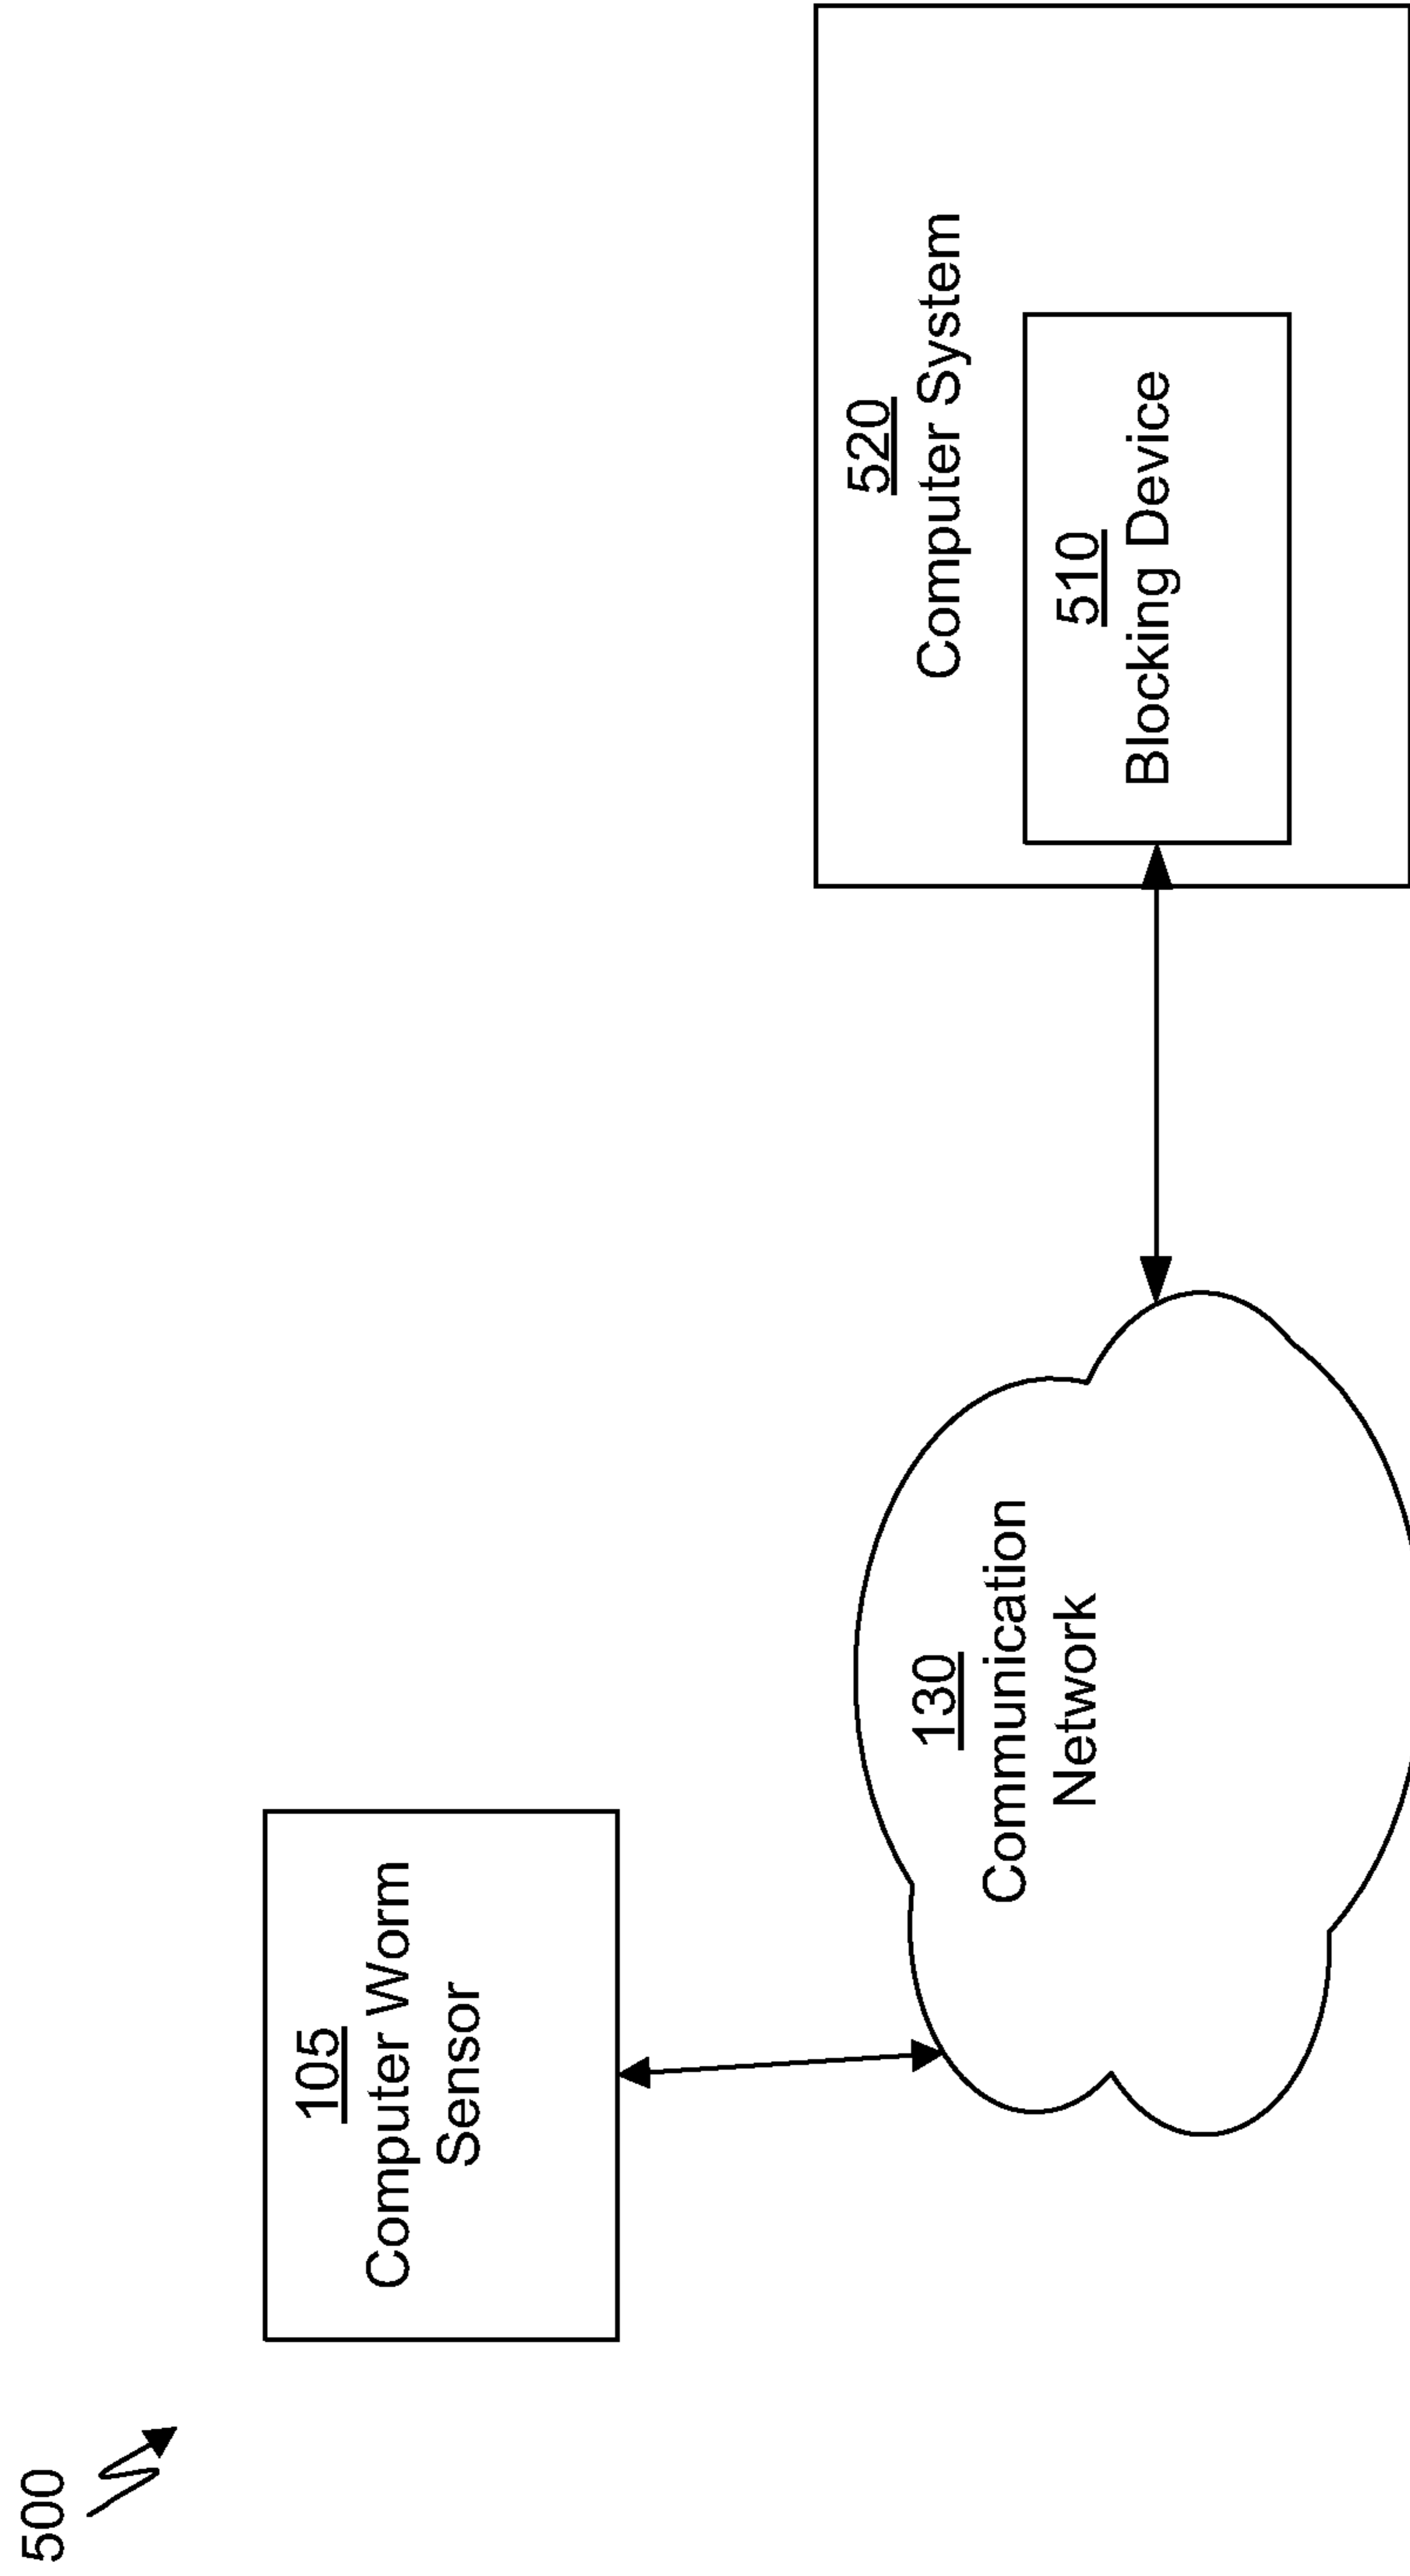 500
105
Computer Worm
Sensor
130
Communication
Network
520
Computer System
510
Blocking Device